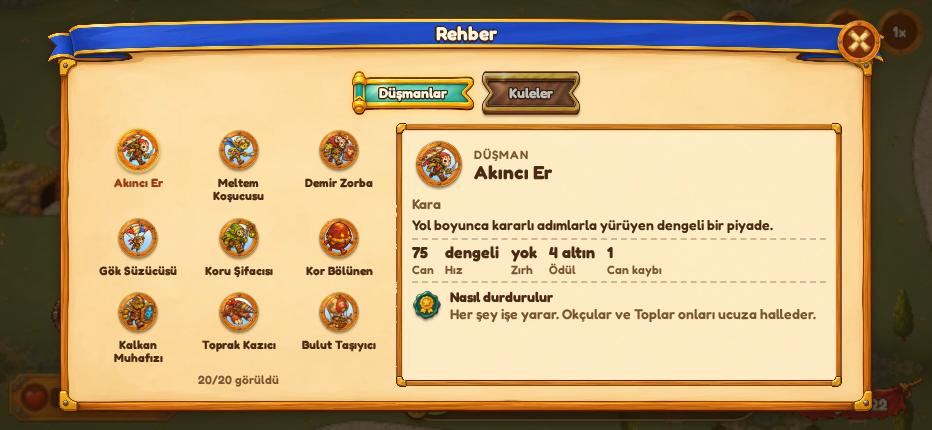 Rehber
1x
Düşmanlar
Kuleler
Akıncı Er
Meltem
Koşucusu
Demir Zorba
Gök Süzücüsü
Koru Şifacısı
Kor Bölünen
Kalkan
Muhafızı
Toprak Kazıcı
Bulut Taşıyıcı
20/20 görüldü
DÜŞMAN
Akıncı Er
Kara
Yol boyunca kararlı adımlarla yürüyen dengeli bir piyade.
75 dengeli yok 4 altın 1
Can Hız Zırh Ödül Can kaybı
Nasıl durdurulur
Her şey işe yarar. Okçular ve Toplar onları ucuza halleder.